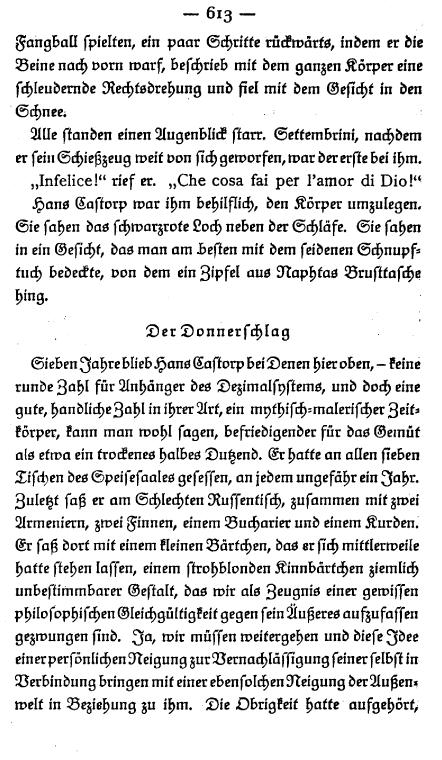 — 613 —
Fangball spielten, ein paar Schritte rückwärts, indem er die
Beine nach vorn warf, beschrieb mit dem ganzen Körper eine
schleudernde Rechtsdrehung und fiel mit dem Gesicht in den
Schnee.
Alle standen einen Augenblick starr. Settembrini, nachdem
er sein Schießzeug weit von sich geworfen, war der erste bei ihm.
„Infelice!“ rief er. „Che cosa fai per l'amor di Dio!“
Hans Castorp war ihm behilflich, den Körper umzulegen.
Sie sahen das schwarzrote Loch neben der Schläfe. Sie sahen
in ein Gesicht, das man am besten mit dem seidenen Schnupf-
tuch bedeckte, von dem ein Zipfel aus Naphtas Brusttasche
hing.
Der Donnerschlag
Sieben Jahre blieb Hans Castorp bei Denen hier oben, – keine
runde Zahl für Anhänger des Dezimalsystems, und doch eine
gute, handliche Zahl in ihrer Art, ein mythisch-malerischer Zeit-
körper, kann man wohl sagen, befriedigender für das Gemüt
als etwa ein trockenes halbes Dutzend. Er hatte an allen sieben
Tischen des Speisesaales gesessen, an jedem ungefähr ein Jahr.
Zuletzt saß er am Schlechten Russentisch, zusammen mit zwei
Armeniern, zwei Finnen, einem Bucharier und einem Kurden.
Er saß dort mit einem kleinen Bärtchen, das er sich mittlerweile
hatte stehen lassen, einem strohblonden Kinnbärtchen ziemlich
unbestimmbarer Gestalt, das wir als Zeugnis einer gewissen
philosophischen Gleichgültigkeit gegen sein Äußeres aufzufassen
gezwungen sind. Ja, wir müssen weitergehen und diese Idee
einer persönlichen Neigung zur Vernachlässigung seiner selbst in
Verbindung bringen mit einer ebensolchen Neigung der Außen-
welt in Beziehung zu ihm. Die Obrigkeit hatte aufgehört,